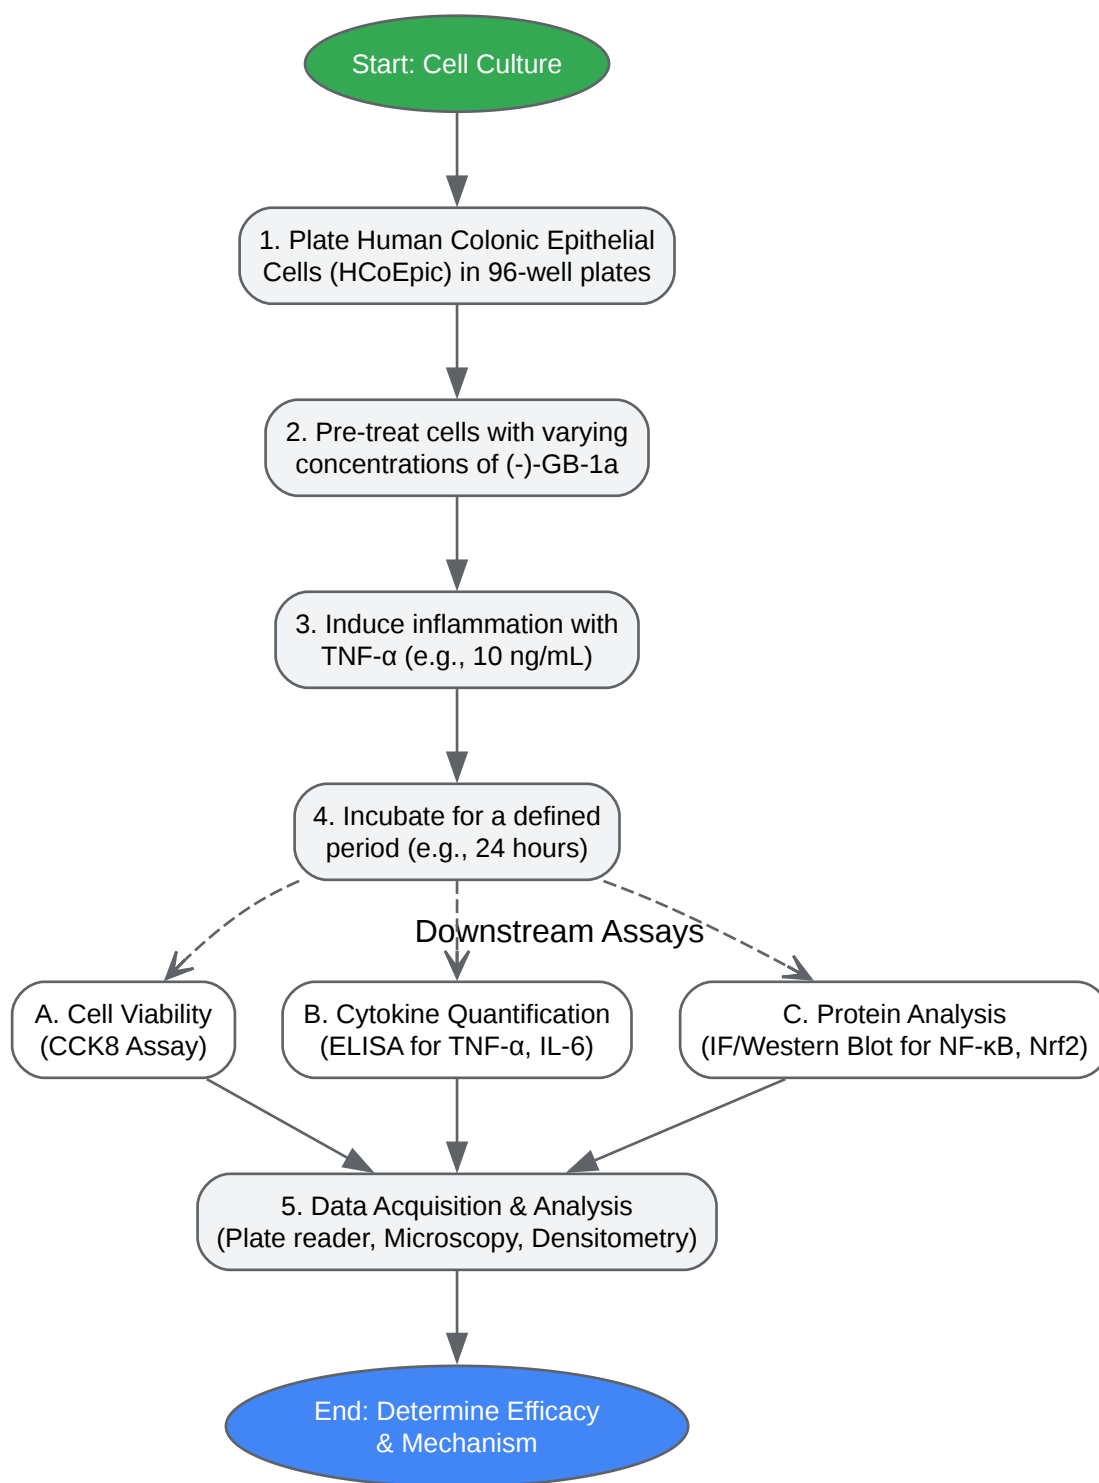 Start: Cell Culture
1. Plate Human Colonic Epithelial
Cells (HCoEpic) in 96-well plates
2. Pre-treat cells with varying
concentrations of (-)-GB-1a
3. Induce inflammation with
TNF-α (e.g., 10 ng/mL)
4. Incubate for a defined
period (e.g., 24 hours)
Downstream Assays
A. Cell Viability
(CCK8 Assay)
B. Cytokine Quantification
(ELISA for TNF-α, IL-6)
C. Protein Analysis
(IF/Western Blot for NF-κB, Nrf2)
5. Data Acquisition & Analysis
(Plate reader, Microscopy, Densitometry)
End: Determine Efficacy
& Mechanism